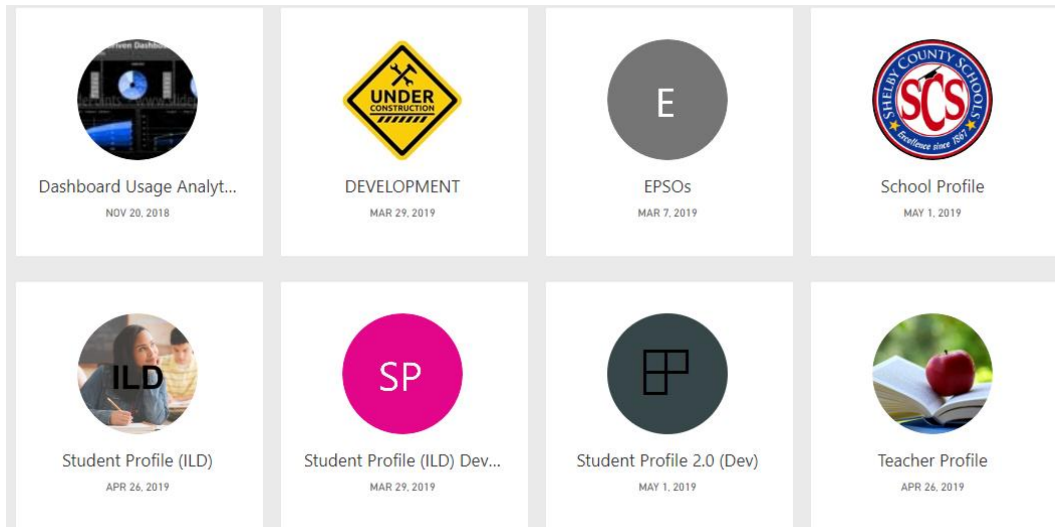 Driven Dashbo
Dashboard Usage Analyt...
NOV 20, 2018
UNDER
CONSTRUCTION
DEVELOPMENT
MAR 29, 2019
E
EPSOs
MAR 7, 2019
SHELBY COUNTY SCHOOLS
SCS
Excellence since 1867
School Profile
MAY 1, 2019
ILD
Student Profile (ILD)
APR 26, 2019
SP
Student Profile (ILD) Dev...
MAR 29, 2019
Student Profile 2.0 (Dev)
MAY 1, 2019
Teacher Profile
APR 26, 2019